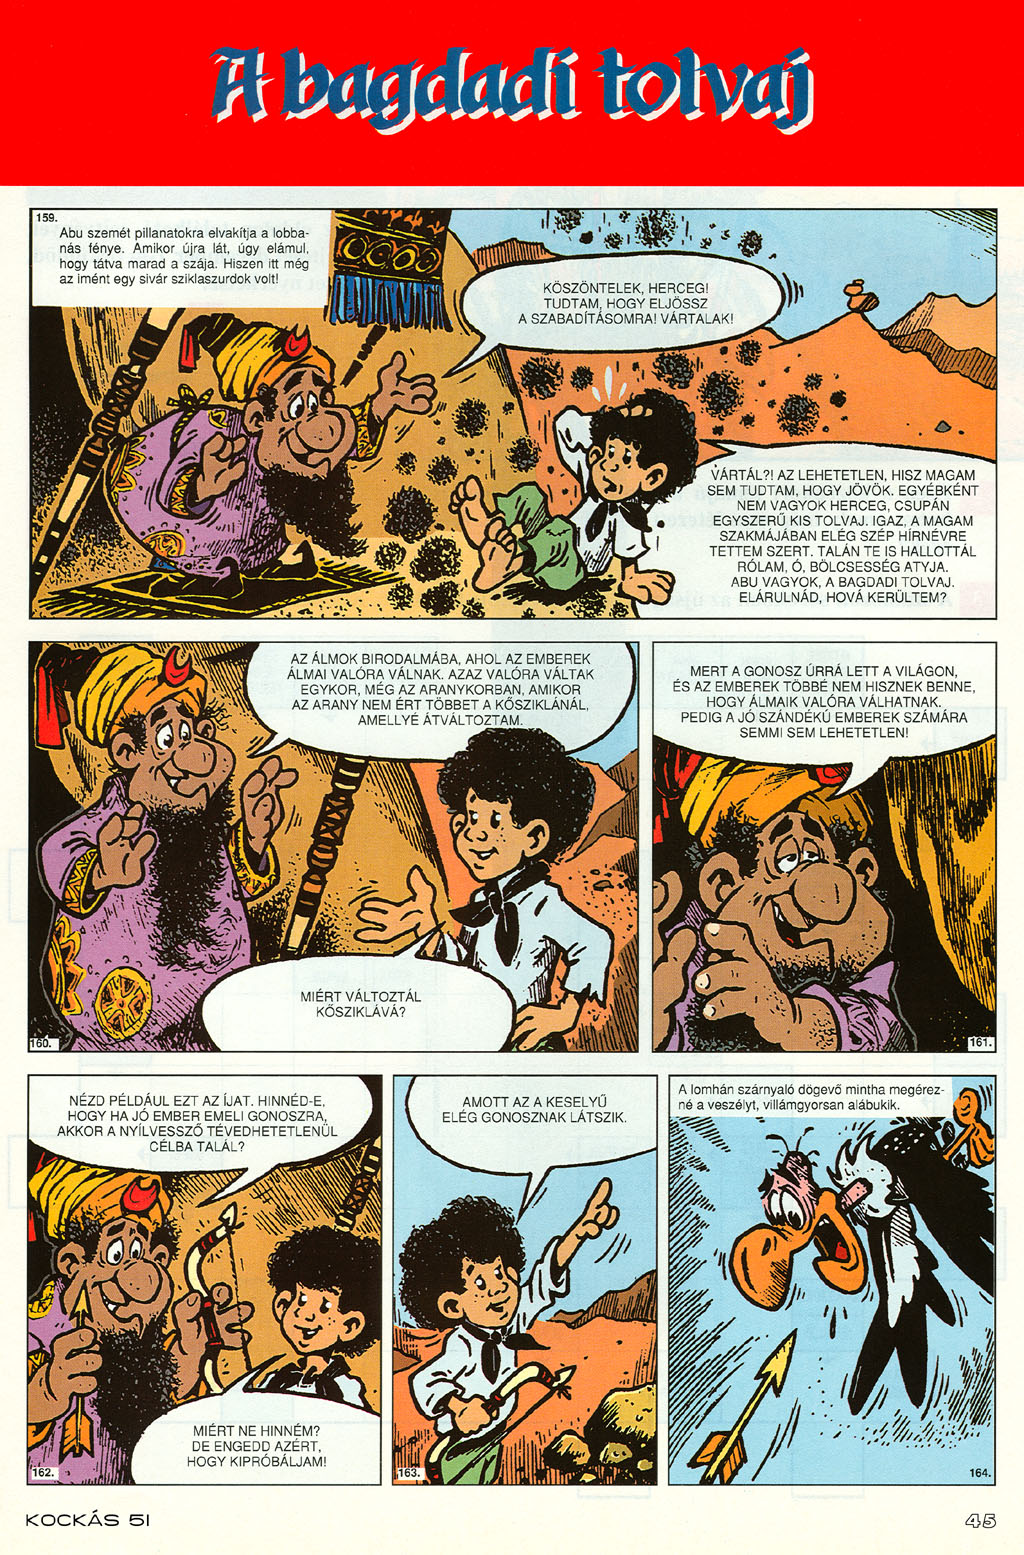 A bagdadi tolvaj
159.
Abu szemét pillanatokra elvakítja a lobba-
nás fénye. Amikor újra lát, úgy elámul,
hogy tátva marad a szája. Hiszen itt még
az imént egy sivár sziklaszurdok volt!
KÖSZÖNTELEK, HERCEG!
TUDTAM, HOGY ELJÖSSZ
A SZABADÍTÁSOMRA! VÁRTALAK!
VÁRTÁL?! AZ LEHETETLEN, HISZ MAGAM
SEM TUDTAM, HOGY JÖVÖK. EGYÉBKÉNT
NEM VAGYOK HERCEG, CSUPÁN
EGYSZERŰ KIS TOLVAJ. IGAZ, A MAGAM
SZAKMÁJÁBAN ELÉG SZÉP HÍRNÉVRE
TETTEM SZERT. TALÁN TE IS HALLOTTÁL
RÓLAM, Ó, BÖLCSESSÉG ATYJA.
ABU VAGYOK, A BAGDADI TOLVAJ.
ELÁRULNÁD, HOVÁ KERÜLTEM?
AZ ÁLMOK BIRODALMÁBA, AHOL AZ EMBEREK
ÁLMAI VALÓRA VÁLNAK. AZAZ VALÓRA VÁLTAK
EGYKOR, MÉG AZ ARANYKORBAN, AMIKOR
AZ ARANY NEM ÉRT TÖBBET A KŐSZIKLÁNÁL,
AMELLYÉ ÁTVÁLTOZTAM.
MIÉRT VÁLTOZTÁL
KŐSZIKLÁVÁ?
160.
MERT A GONOSZ ÚRRÁ LETT A VILÁGON,
ÉS AZ EMBEREK TÖBBÉ NEM HISZNEK BENNE,
HOGY ÁLMAIK VALÓRA VÁLHATNAK.
PEDIG A JÓ SZÁNDÉKÚ EMBEREK SZÁMÁRA
SEMMI SEM LEHETETLEN!
161.
NÉZD PÉLDÁUL EZT AZ ÍJAT. HINNÉD-E,
HOGY HA JÓ EMBER EMELI GONOSZRA,
AKKOR A NYÍLVESSZŐ TÉVEDHETETLENÜL
CÉLBA TALÁL?
MIÉRT NE HINNÉM?
DE ENGEDD AZÉRT,
HOGY KIPRÓBÁLJAM!
162.
AMOTT AZ A KESELYŰ
ELÉG GONOSZNAK LÁTSZIK.
163.
A lomhán szárnyaló dögevő mintha megérez-
né a veszélyt, villámgyorsan alábukik.
164.
KOCKÁS 51
45